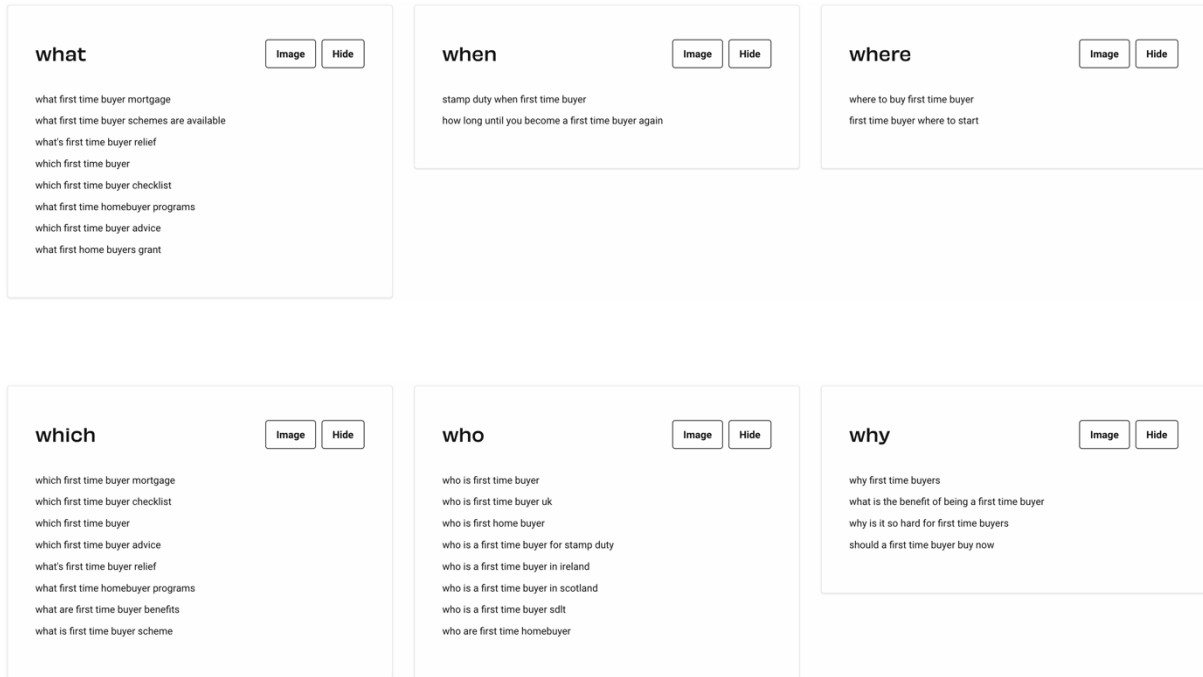 what
Image
Hide
what first time buyer mortgage
what first time buyer schemes are available
what's first time buyer relief
which first time buyer
which first time buyer checklist
what first time homebuyer programs
which first time buyer advice
what first home buyers grant
when
Image
Hide
stamp duty when first time buyer
how long until you become a first time buyer again
where
Image
Hide
where to buy first time buyer
first time buyer where to start
which
Image
Hide
which first time buyer mortgage
which first time buyer checklist
which first time buyer
which first time buyer advice
what's first time buyer relief
what first time homebuyer programs
what are first time buyer benefits
what is first time buyer scheme
who
Image
Hide
who is first time buyer
who is first time buyer uk
who is first home buyer
who is a first time buyer for stamp duty
who is a first time buyer in ireland
who is a first time buyer in scotland
who is a first time buyer sdlt
who are first time homebuyer
why
Image
Hide
why first time buyers
what is the benefit of being a first time buyer
why is it so hard for first time buyers
should a first time buyer buy now